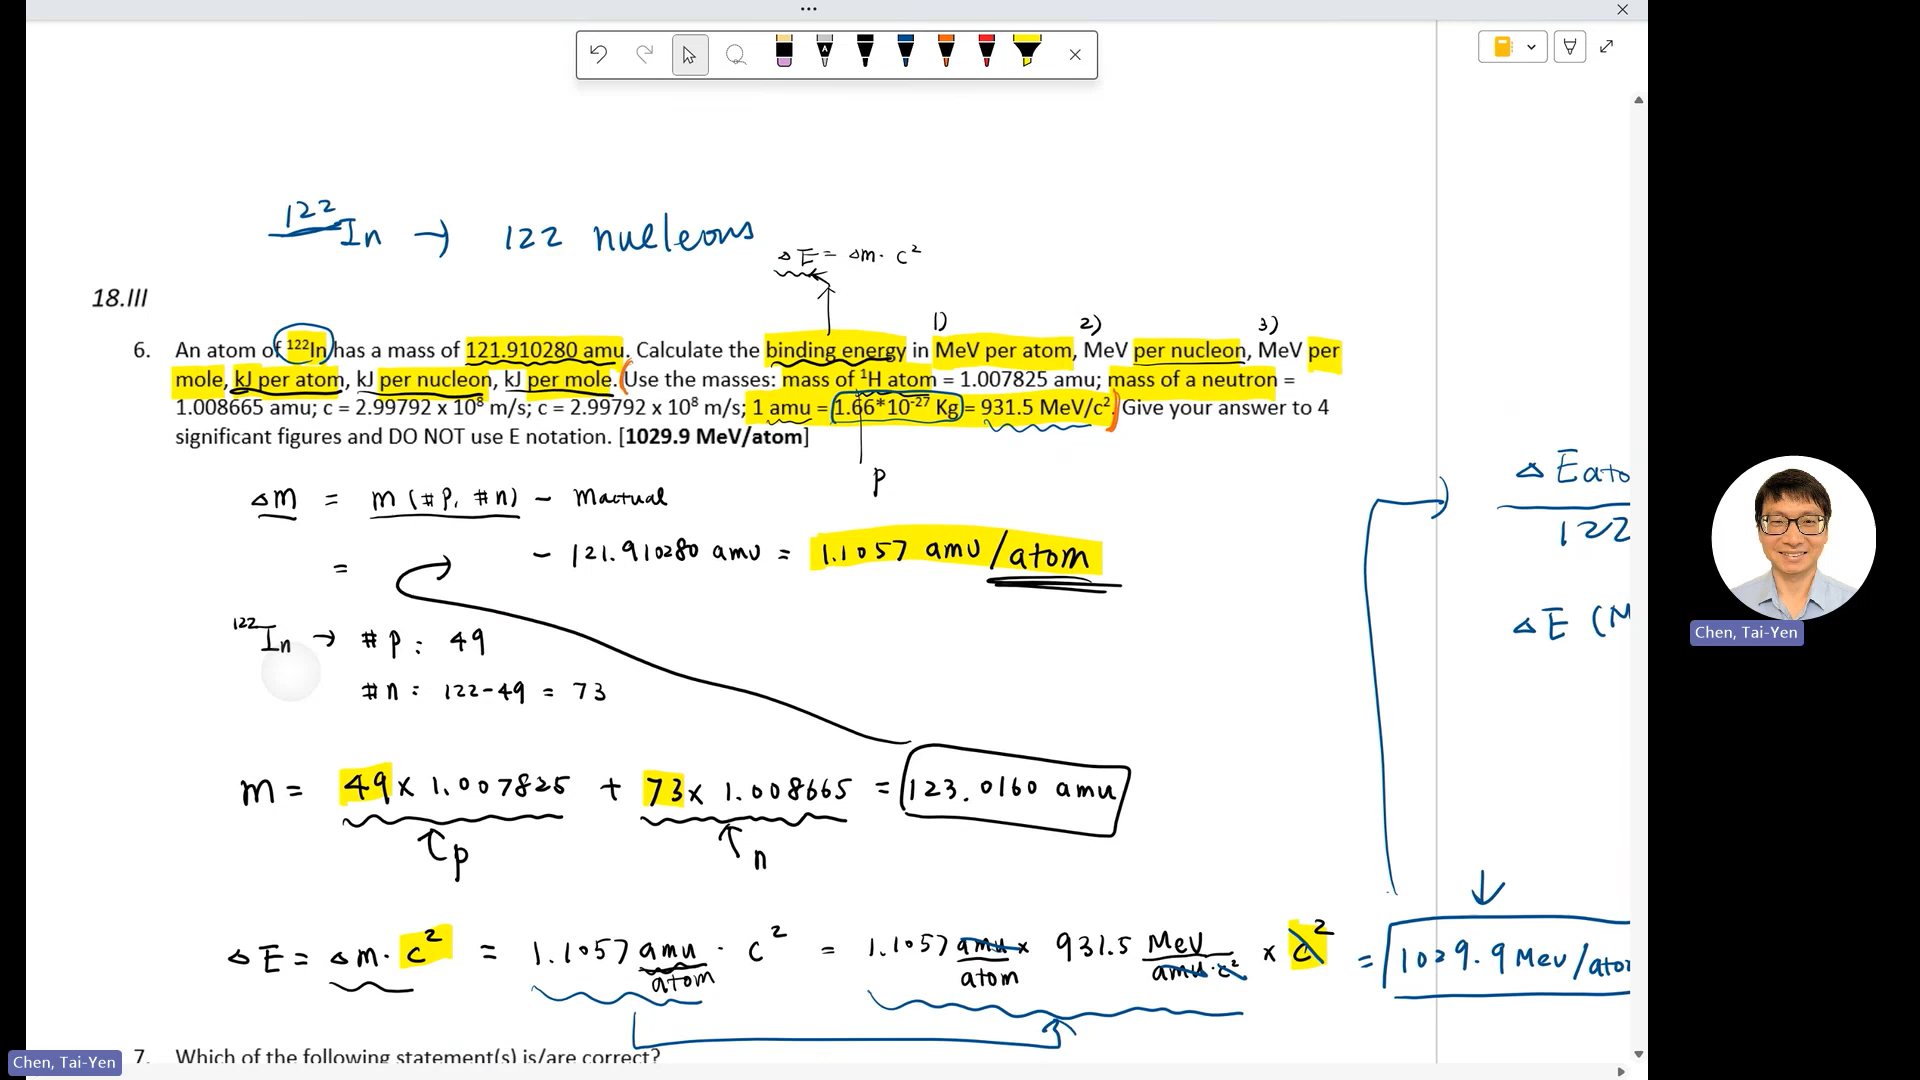 122In → 122 nucleons
ΔE = Δm · c²
18.III
1) 2) 3)
6. An atom of ¹²²In has a mass of 121.910280 amu. Calculate the binding energy in MeV per atom, MeV per nucleon, MeV per
mole, kJ per atom, kJ per nucleon, kJ per mole. (Use the masses: mass of ¹H atom = 1.007825 amu; mass of a neutron =
1.008665 amu; c = 2.99792 x 10⁸ m/s; c = 2.99792 x 10⁸ m/s; 1 amu = 1.66*10⁻²⁷ Kg = 931.5 MeV/c².) Give your answer to 4
significant figures and DO NOT use E notation. [1029.9 MeV/atom]
p
Δm = m (#p, #n) − mactual
= − 121.910280 amu = 1.1057 amu/atom
¹²²In → #p : 49
#n : 122-49 = 73
m = 49 x 1.007825 + 73 x 1.008665 = 123.0160 amu
p n
ΔE = Δm · c² = 1.1057 amu/atom · c² = 1.1057 amu/atom x 931.5 MeV/amu·c² x c² = 1029.9 Mev/ato
ΔEato
122
ΔE (M
7. Which of the following statement(s) is/are correct?
Chen, Tai-Yen
Chen, Tai-Yen